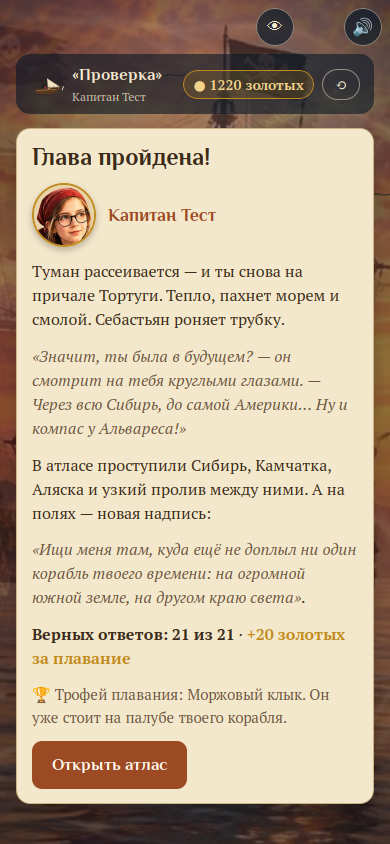 «Проверка»
Капитан Тест
1220 золотых
Глава пройдена!
Капитан Тест
Туман рассеивается — и ты снова на
причале Тортуги. Тепло, пахнет морем и
смолой. Себастьян роняет трубку.
«Значит, ты была в будущем? — он
смотрит на тебя круглыми глазами. —
Через всю Сибирь, до самой Америки… Ну и
компас у Альвареса!»
В атласе проступили Сибирь, Камчатка,
Аляска и узкий пролив между ними. А на
полях — новая надпись:
«Ищи меня там, куда ещё не доплыл ни один
корабль твоего времени: на огромной
южной земле, на другом краю света».
Верных ответов: 21 из 21 · +20 золотых
за плавание
🏆 Трофей плавания: Моржовый клык. Он
уже стоит на палубе твоего корабля.
Открыть атлас